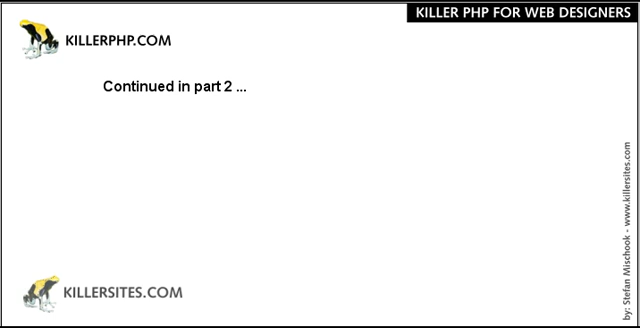 KILLER PHP FOR WEB DESIGNERS
KILLERPHP.COM
Continued in part 2 ...
by: Stefan Mischook - www.killersites.com
KILLERSITES.COM